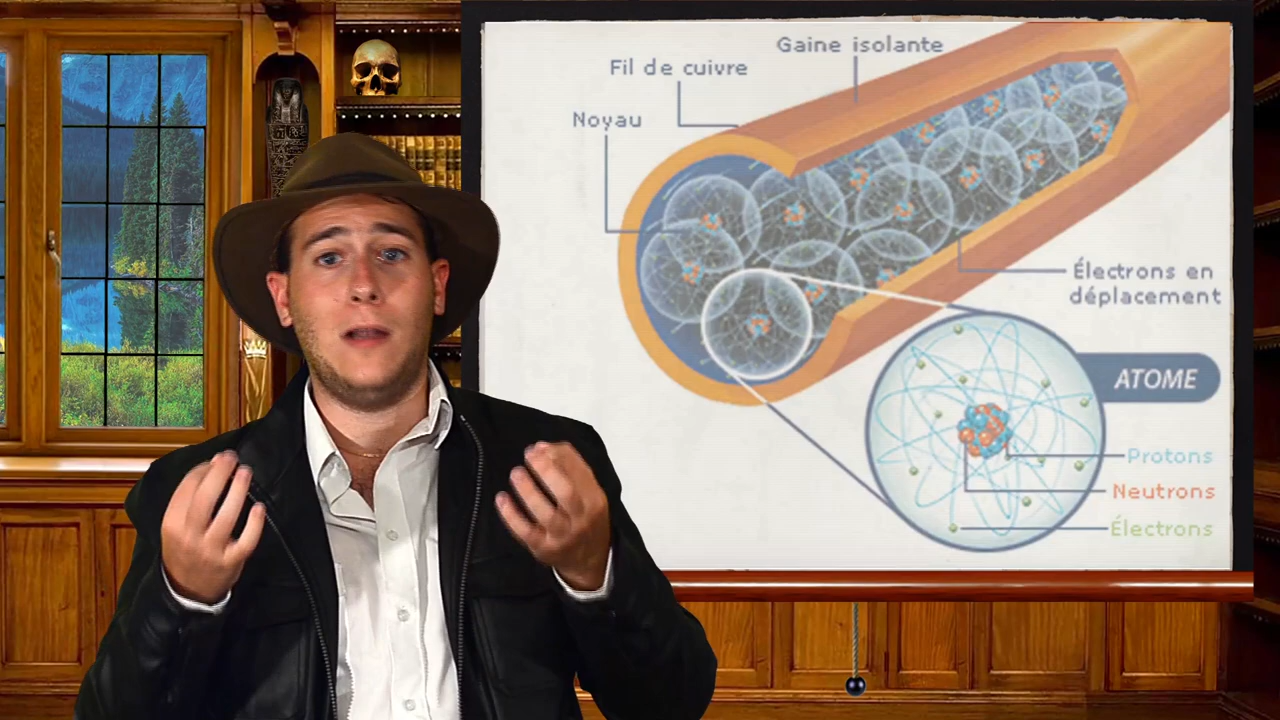 Gaine isolante
Fil de cuivre
Noyau
Électrons en
déplacement
ATOME
Protons
Neutrons
Électrons